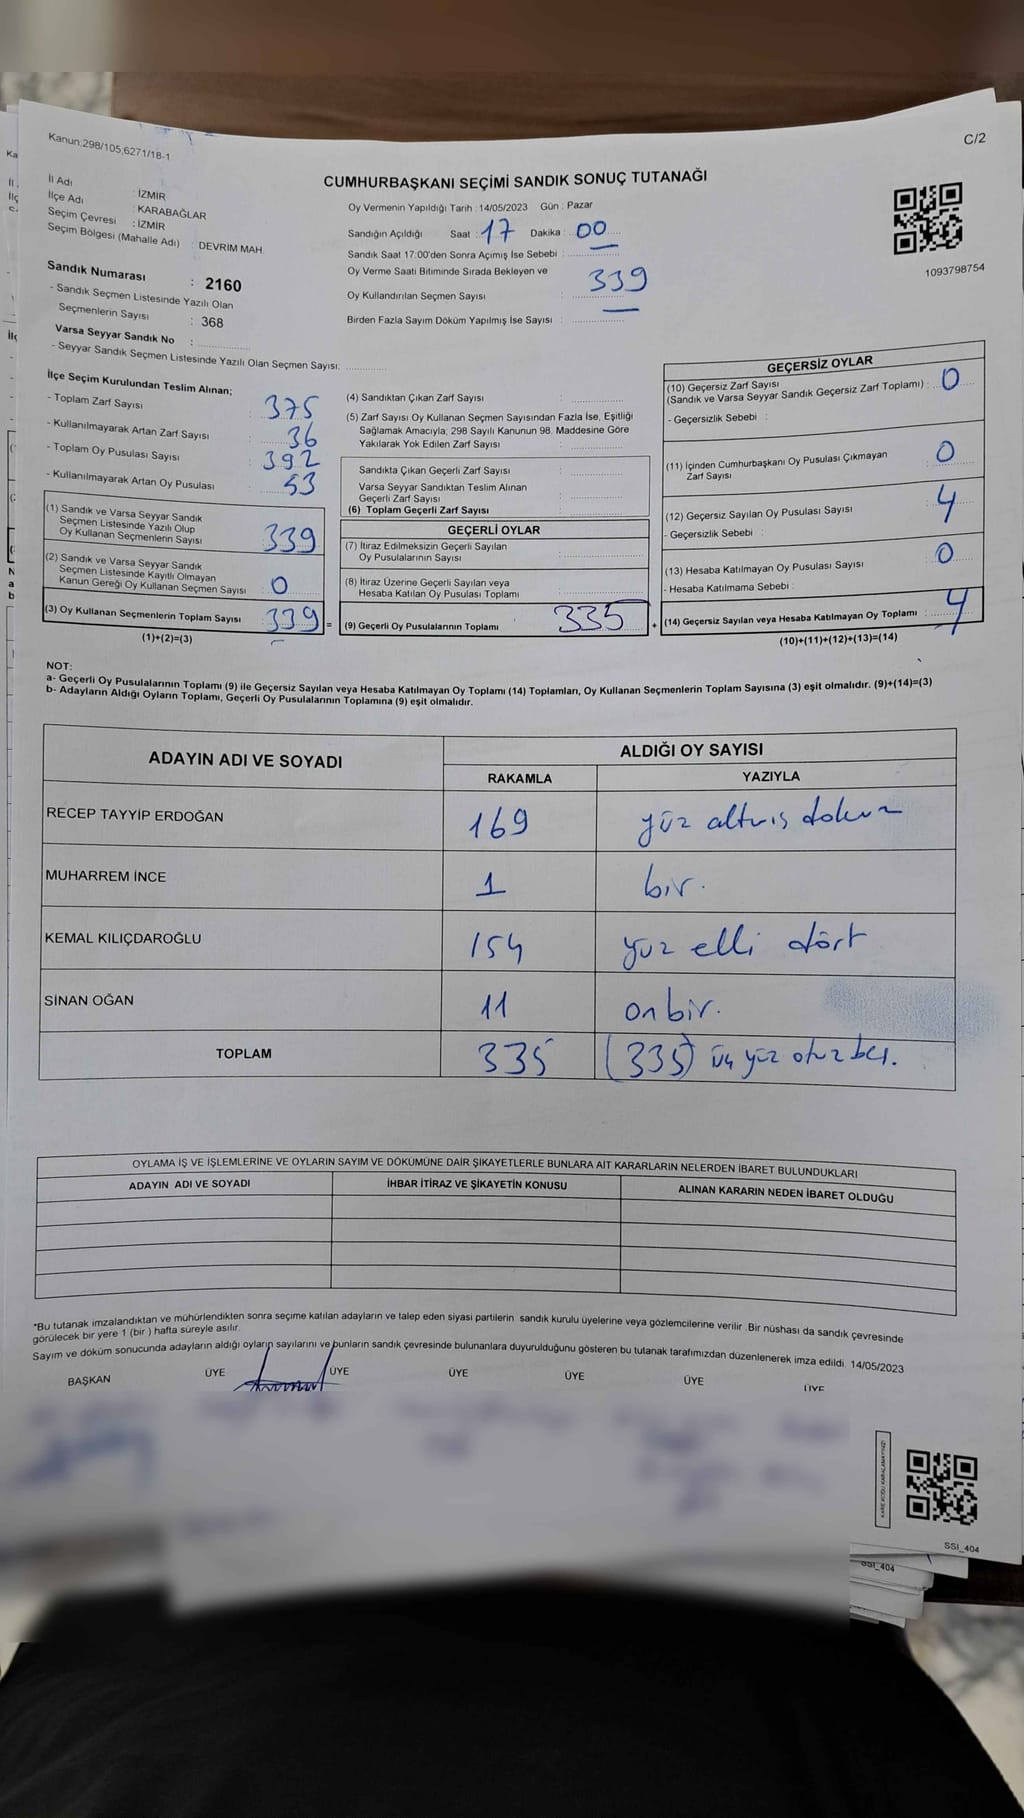 Kanun;298/105,6271/18-1
C/2
CUMHURBAŞKANI SEÇİMİ SANDIK SONUÇ TUTANAĞI
İl Adı : İZMİR
İlçe Adı : KARABAĞLAR
Seçim Çevresi : İZMİR
Seçim Bölgesi (Mahalle Adı) : DEVRİM MAH.
Oy Vermenin Yapıldığı Tarih :14/05/2023 Gün : Pazar
Sandığın Açıldığı Saat : 17 Dakika : 00
Sandık Saat 17:00'den Sonra Açılmış İse Sebebi :
Oy Verme Saati Bitiminde Sırada Bekleyen ve
Oy Kullandırılan Seçmen Sayısı : 339
Birden Fazla Sayım Döküm Yapılmış İse Sayısı :
1093798754
Sandık Numarası : 2160
- Sandık Seçmen Listesinde Yazılı Olan
Seçmenlerin Sayısı : 368
Varsa Seyyar Sandık No :
- Seyyar Sandık Seçmen Listesinde Yazılı Olan Seçmen Sayısı:
İlçe Seçim Kurulundan Teslim Alınan;
- Toplam Zarf Sayısı : 375
- Kullanılmayarak Artan Zarf Sayısı : 36
- Toplam Oy Pusulası Sayısı : 392
- Kullanılmayarak Artan Oy Pusulası : 53
(1) Sandık ve Varsa Seyyar Sandık
Seçmen Listesinde Yazılı Olup
Oy Kullanan Seçmenlerin Sayısı : 339
(2) Sandık ve Varsa Seyyar Sandık
Seçmen Listesinde Kayıtlı Olmayan
Kanun Gereği Oy Kullanan Seçmen Sayısı : 0
(3) Oy Kullanan Seçmenlerin Toplam Sayısı : 339 =
(1)+(2)=(3)
(4) Sandıktan Çıkan Zarf Sayısı :
(5) Zarf Sayısı Oy Kullanan Seçmen Sayısından Fazla İse, Eşitliği
Sağlamak Amacıyla; 298 Sayılı Kanunun 98. Maddesine Göre
Yakılarak Yok Edilen Zarf Sayısı :
Sandıkta Çıkan Geçerli Zarf Sayısı :
Varsa Seyyar Sandıktan Teslim Alınan
Geçerli Zarf Sayısı :
(6) Toplam Geçerli Zarf Sayısı :
GEÇERLİ OYLAR
(7) İtiraz Edilmeksizin Geçerli Sayılan
Oy Pusulalarının Sayısı :
(8) İtiraz Üzerine Geçerli Sayılan veya
Hesaba Katılan Oy Pusulası Toplamı :
(9) Geçerli Oy Pusulalarının Toplamı : 335 +
GEÇERSİZ OYLAR
(10) Geçersiz Zarf Sayısı
(Sandık ve Varsa Seyyar Sandık Geçersiz Zarf Toplamı) : 0
- Geçersizlik Sebebi :
(11) İçinden Cumhurbaşkanı Oy Pusulası Çıkmayan
Zarf Sayısı : 0
(12) Geçersiz Sayılan Oy Pusulası Sayısı : 4
- Geçersizlik Sebebi :
(13) Hesaba Katılmayan Oy Pusulası Sayısı : 0
- Hesaba Katılmama Sebebi :
(14) Geçersiz Sayılan veya Hesaba Katılmayan Oy Toplamı : 4
(10)+(11)+(12)+(13)=(14)
NOT:
a- Geçerli Oy Pusulalarının Toplamı (9) ile Geçersiz Sayılan veya Hesaba Katılmayan Oy Toplamı (14) Toplamları, Oy Kullanan Seçmenlerin Toplam Sayısına (3) eşit olmalıdır. (9)+(14)=(3)
b- Adayların Aldığı Oyların Toplamı, Geçerli Oy Pusulalarının Toplamına (9) eşit olmalıdır.
ADAYIN ADI VE SOYADI
ALDIĞI OY SAYISI
RAKAMLA YAZIYLA
RECEP TAYYİP ERDOĞAN 169 yüz altmış dokuz
MUHARREM İNCE 1 bir.
KEMAL KILIÇDAROĞLU 154 yüz elli dört
SİNAN OĞAN 11 onbir.
TOPLAM 335 (335) üç yüz otuz beş.
OYLAMA İŞ VE İŞLEMLERİNE VE OYLARIN SAYIM VE DÖKÜMÜNE DAİR ŞİKAYETLERLE BUNLARA AİT KARARLARIN NELERDEN İBARET BULUNDUKLARI
ADAYIN ADI VE SOYADI İHBAR İTİRAZ VE ŞİKAYETİN KONUSU ALINAN KARARIN NEDEN İBARET OLDUĞU
*Bu tutanak imzalandıktan ve mühürlendikten sonra seçime katılan adayların ve talep eden siyasi partilerin sandık kurulu üyelerine veya gözlemcilerine verilir .Bir nüshası da sandık çevresinde
görülecek bir yere 1 (bir ) hafta süreyle asılır.
Sayım ve döküm sonucunda adayların aldığı oyların sayılarını ve bunların sandık çevresinde bulunanlara duyurulduğunu gösteren bu tutanak tarafımızdan düzenlenerek imza edildi. 14/05/2023
BAŞKAN ÜYE ÜYE ÜYE ÜYE ÜYE ÜYE
KARE KODU KARALAMAYINIZ!
SSI_404
SSI_404